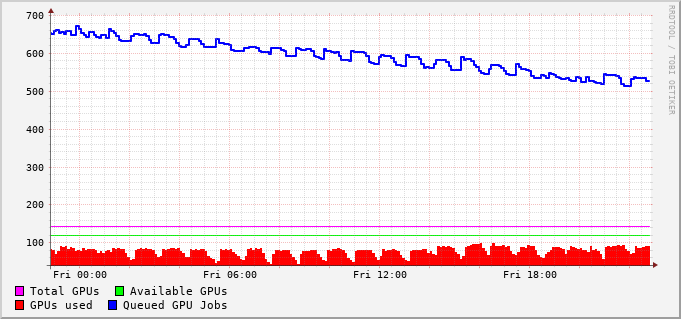 700
600
500
400
300
200
100
Fri 00:00 Fri 06:00 Fri 12:00 Fri 18:00
Total GPUs Available GPUs
GPUs used Queued GPU Jobs
RRDTOOL / TOBI OETIKER